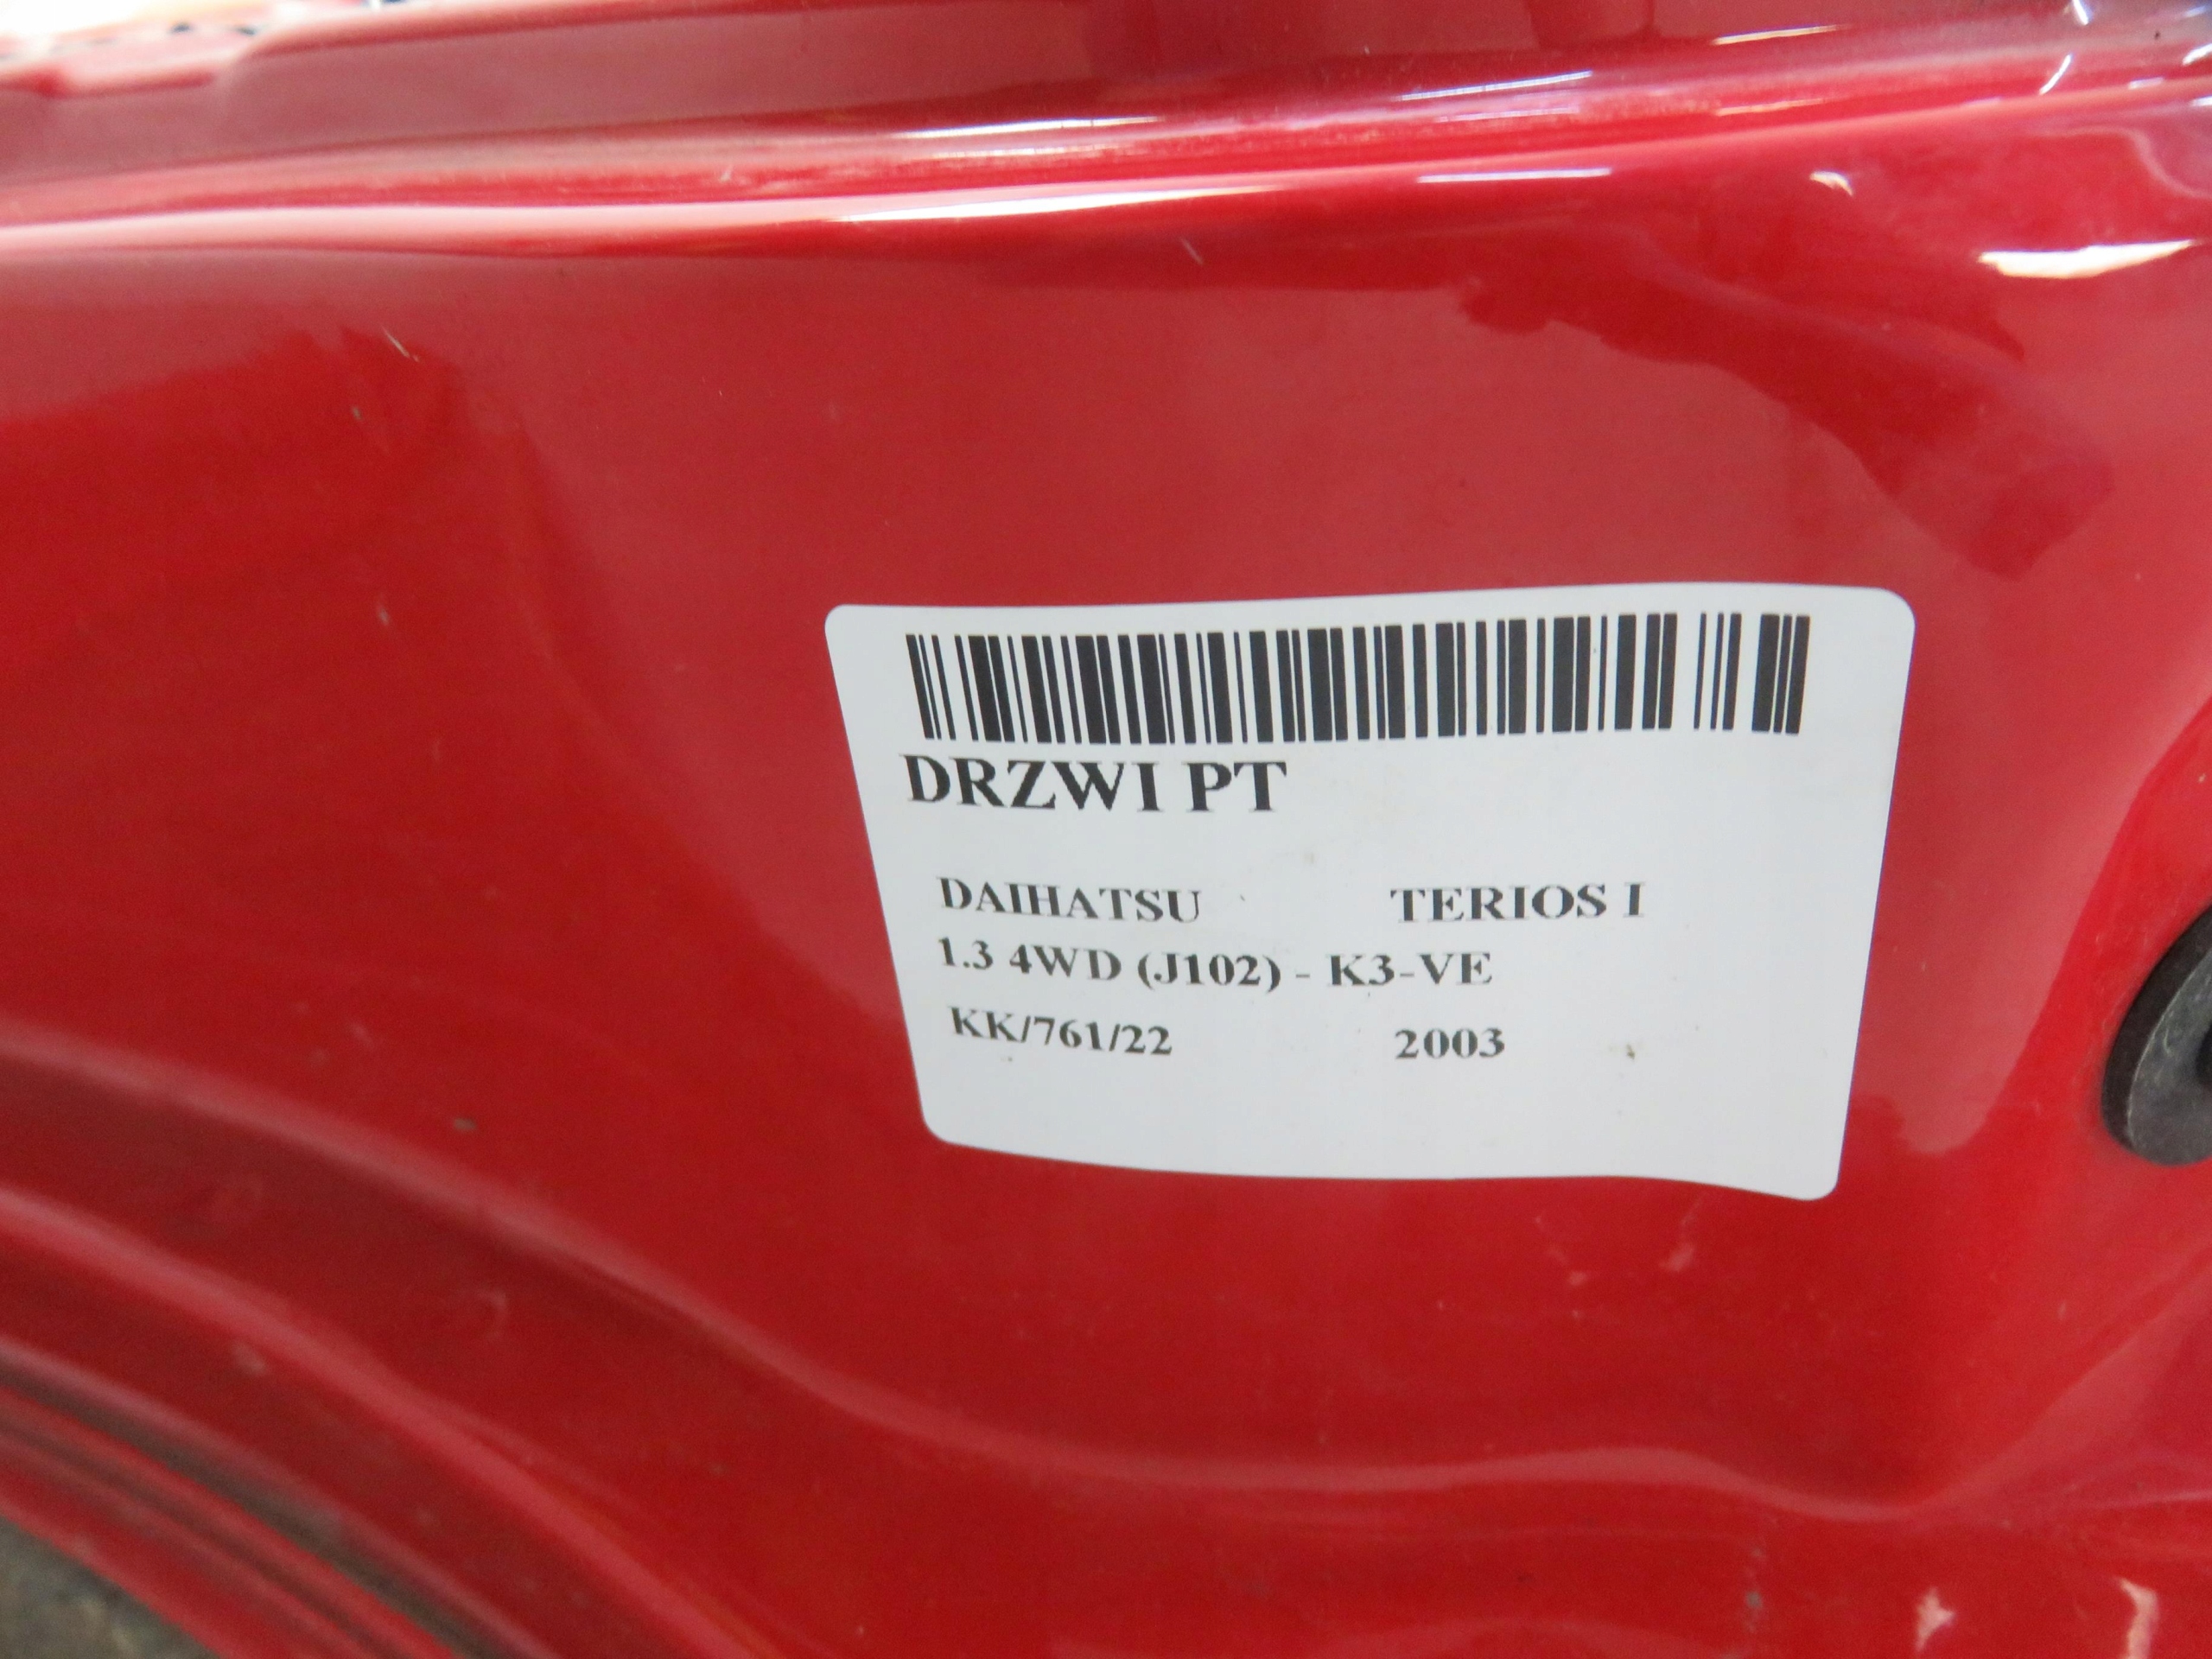 DRZWI PT
DAIHATSU TERIOS I
1.3 4WD (J102) - K3-VE
KK/761/22 2003